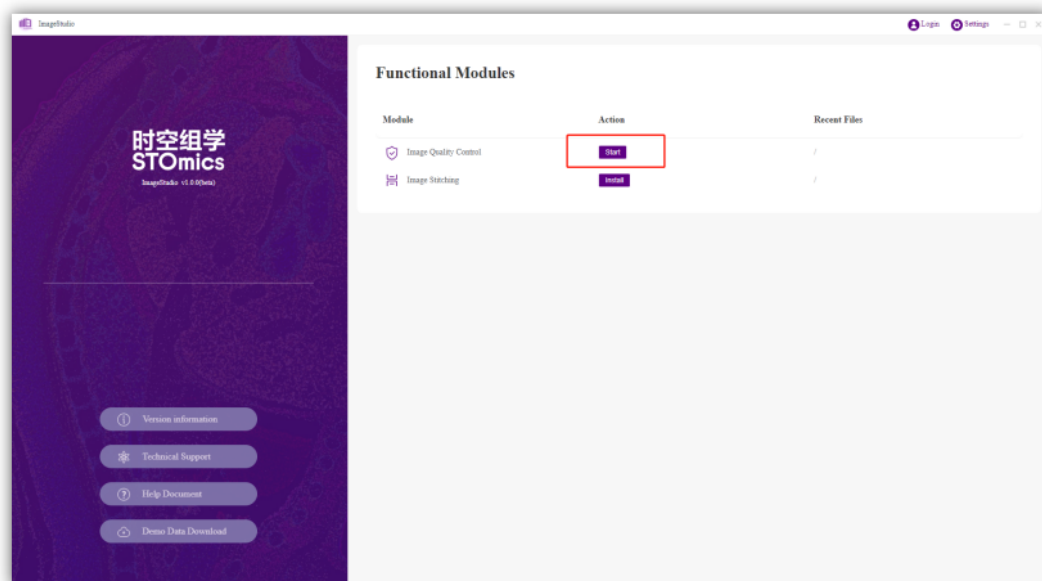 ImageStudio
Login
Settings
时空组学
STOmics
ImageStudio v1.0.0(beta)
Version information
Technical Support
Help Document
Demo Data Download
Functional Modules
Module Action Recent Files
Image Quality Control Start /
Image Stitching Install /